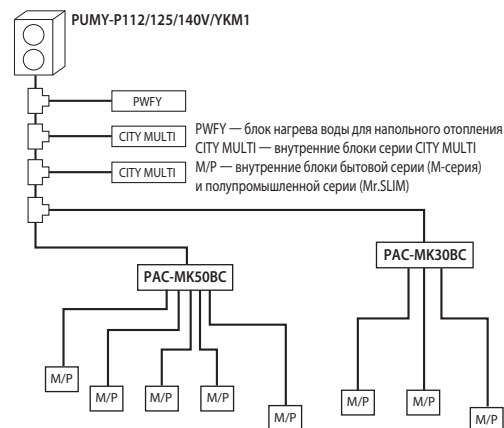 PUMY-P112/125/140V/YKM1
PWFY
CITY MULTI
CITY MULTI
PWFY — блок нагрева воды для напольного отопления
CITY MULTI — внутренние блоки серии CITY MULTI
M/P — внутренние блоки бытовой серии (М-серия)
и полупромышленной серии (Mr.SLIM)
PAC-MK50BC
PAC-MK30BC
M/P
M/P
M/P
M/P
M/P
M/P
M/P
M/P